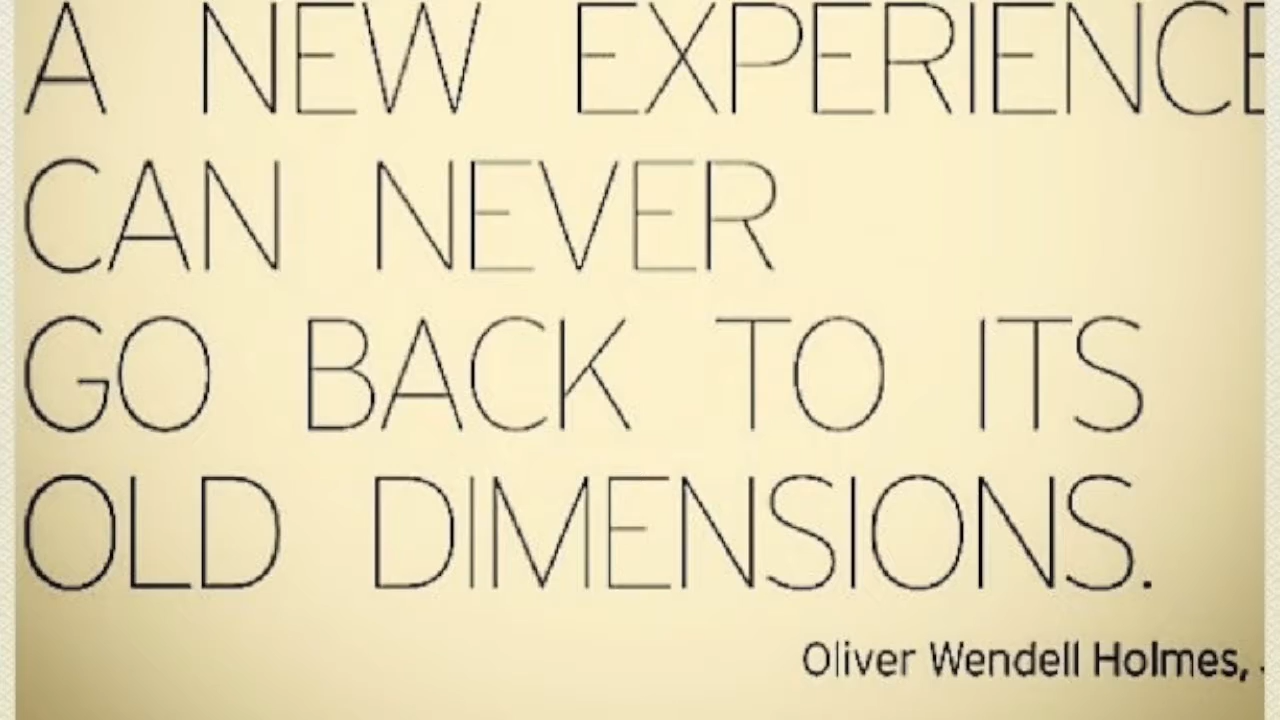 A NEW EXPERIENCE
CAN NEVER
GO BACK TO ITS
OLD DIMENSIONS.
Oliver Wendell Holmes,